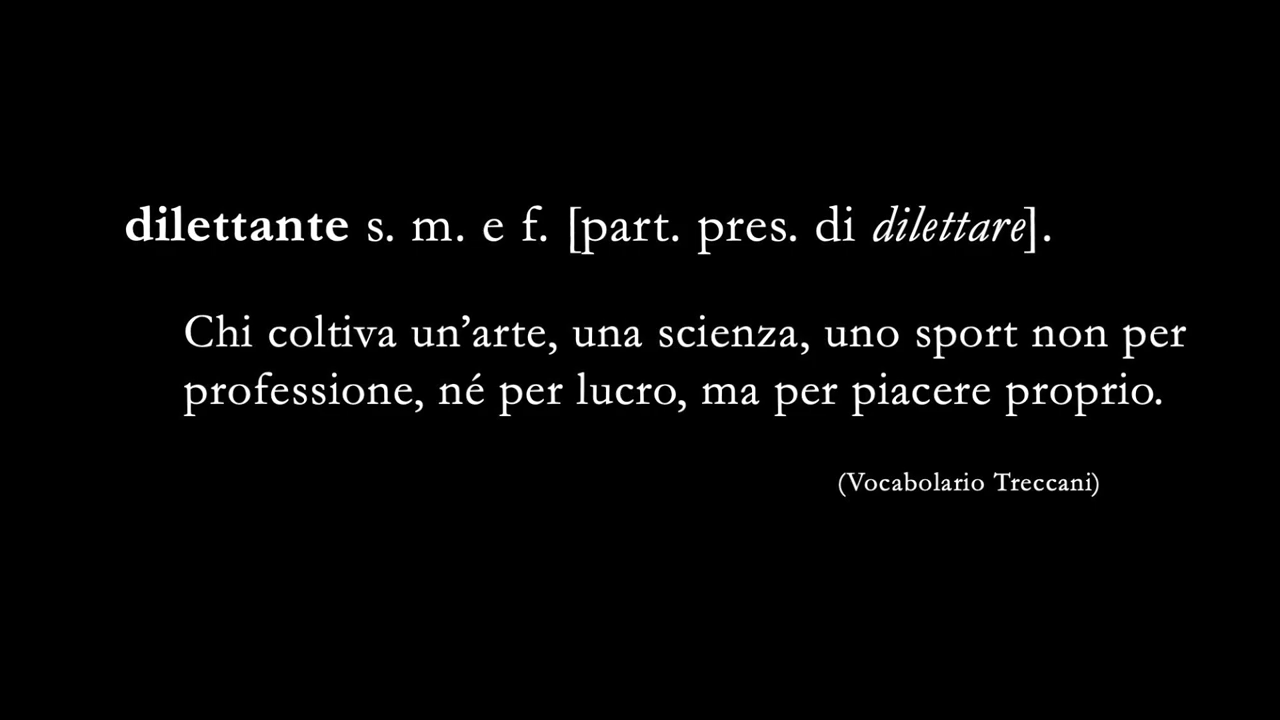 dilettante s. m. e f. [part. pres. di dilettare].
Chi coltiva un’arte, una scienza, uno sport non per
professione, né per lucro, ma per piacere proprio.
(Vocabolario Treccani)